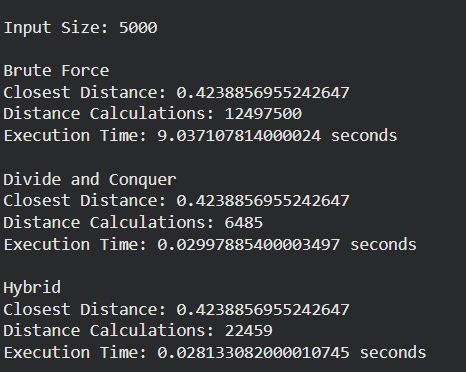 Input Size: 5000
Brute Force
Closest Distance: 0.4238856955242647
Distance Calculations: 12497500
Execution Time: 9.037107814000024 seconds
Divide and Conquer
Closest Distance: 0.4238856955242647
Distance Calculations: 6485
Execution Time: 0.02997885400003497 seconds
Hybrid
Closest Distance: 0.4238856955242647
Distance Calculations: 22459
Execution Time: 0.028133082000010745 seconds